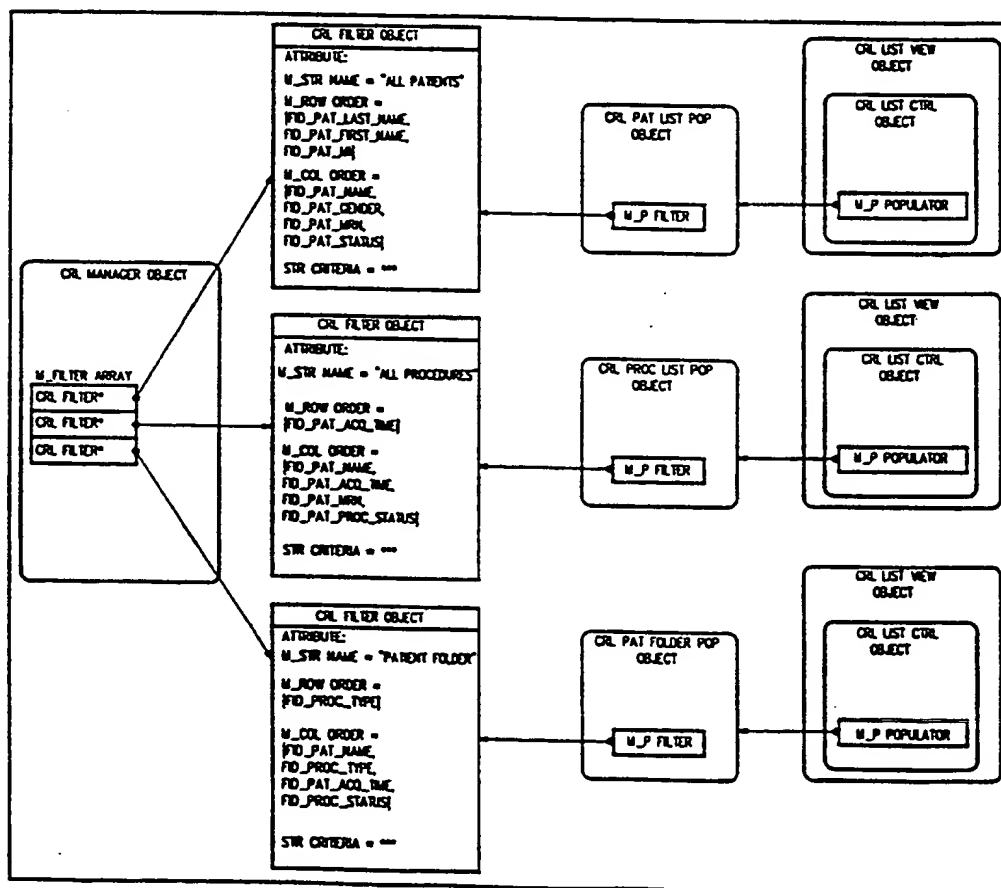 CRL MANAGER OBJECT
M_FILTER ARRAY
CRL FILTER*
CRL FILTER*
CRL FILTER*
CRL FILTER OBJECT
ATTRIBUTE:
M_STR NAME = "ALL PATIENTS"
M_ROW ORDER =
[FID_PAT_LAST_NAME,
FID_PAT_FIRST_NAME,
FID_PAT_MI]
M_COL ORDER =
[FID_PAT_NAME,
FID_PAT_GENDER,
FID_PAT_MRN,
FID_PAT_STATUS]
STR CRITERIA =
CRL PAT LIST POP
OBJECT
M_P FILTER
CRL LIST VIEW
OBJECT
CRL LIST CTRL
OBJECT
M_P POPULATOR
CRL FILTER OBJECT
ATTRIBUTE:
M_STR NAME = "ALL PROCEDURES"
M_ROW ORDER =
[FID_PAT_ACQ_TIME]
M_COL ORDER =
[FID_PAT_NAME,
FID_PAT_ACQ_TIME,
FID_PAT_MRN,
FID_PAT_PROC_STATUS]
STR CRITERIA =
CRL PROC LIST POP
OBJECT
M_P FILTER
CRL LIST VIEW
OBJECT
CRL LIST CTRL
OBJECT
M_P POPULATOR
CRL FILTER OBJECT
ATTRIBUTE:
M_STR NAME = "PATIENT FOLDER"
M_ROW ORDER =
[FID_PROC_TYPE]
M_COL ORDER =
[FID_PAT_NAME,
FID_PROC_TYPE,
FID_PAT_ACQ_TIME,
FID_PROC_STATUS]
STR CRITERIA =
CRL PAT FOLDER POP
OBJECT
M_P FILTER
CRL LIST VIEW
OBJECT
CRL LIST CTRL
OBJECT
M_P POPULATOR